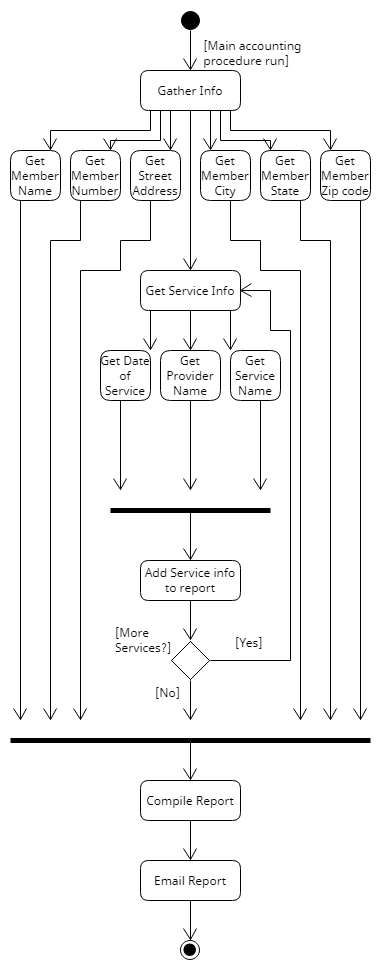 [Main accounting
procedure run]
Gather Info
Get
Member
Name
Get
Member
Number
Get
Street
Address
Get
Member
City
Get
Member
State
Get
Member
Zip code
Get Service Info
Get Date
of
Service
Get
Provider
Name
Get
Service
Name
Add Service info
to report
[More
Services?]
[Yes]
[No]
Compile Report
Email Report